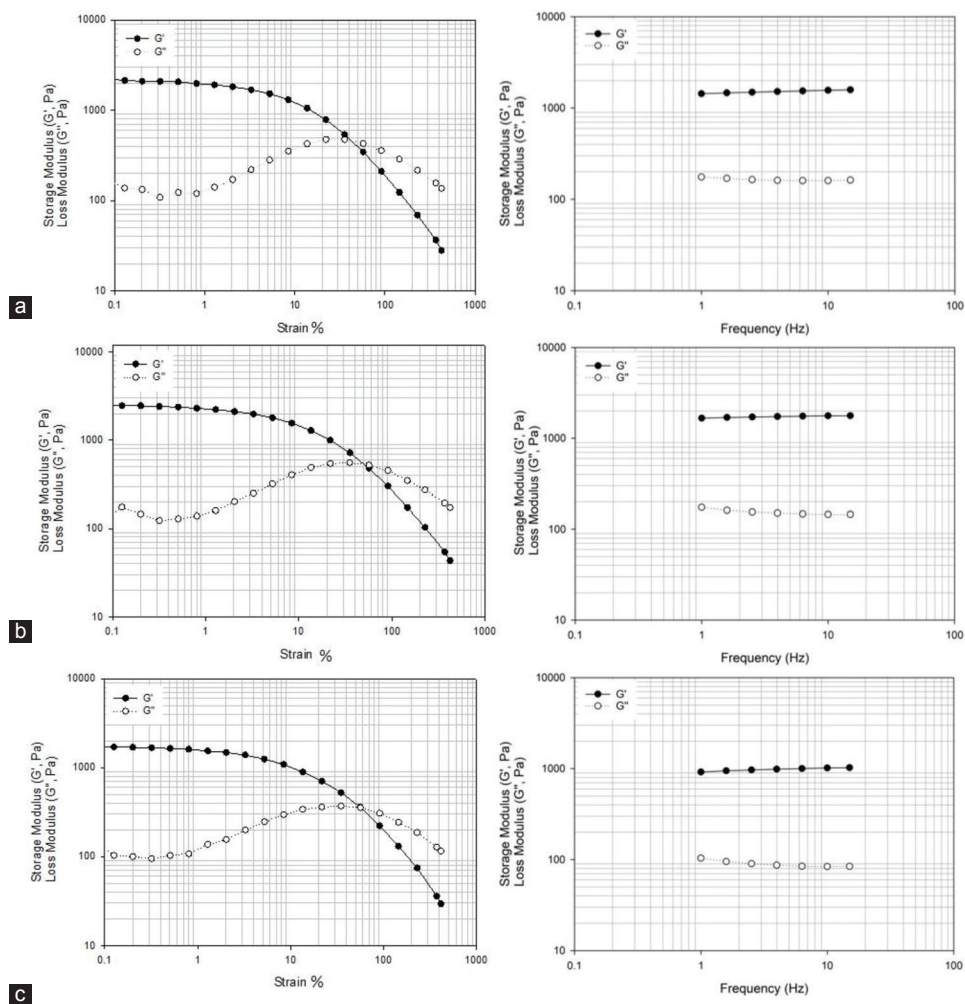 10000
1000
100
10
0.1 1 10 100 1000
G'
G"
Storage Modulus (G', Pa)
Loss Modulus (G", Pa)
Strain %
10000
1000
100
10
0.1 1 10 100
G'
G"
Storage Modulus (G', Pa)
Loss Modulus (G", Pa)
Frequency (Hz)
a
10000
1000
100
10
0.1 1 10 100 1000
G'
G"
Storage Modulus (G', Pa)
Loss Modulus (G", Pa)
Strain %
10000
1000
100
10
0.1 1 10 100
G'
G"
Storage Modulus (G', Pa)
Loss Modulus (G", Pa)
Frequency (Hz)
b
10000
1000
100
10
0.1 1 10 100 1000
G'
G"
Storage Modulus (G', Pa)
Loss Modulus (G", Pa)
Strain %
10000
1000
100
10
0.1 1 10 100
G'
G"
Storage Modulus (G', Pa)
Loss Modulus (G", Pa)
Frequency (Hz)
c